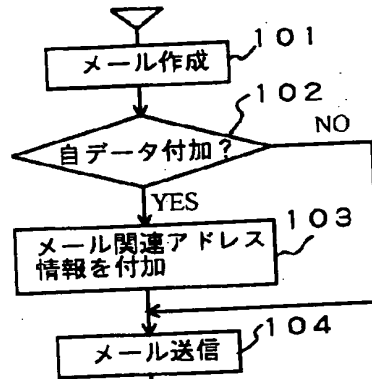 101
メール作成
102
自データ付加?
NO
YES
103
メール関連アドレス
情報を付加
104
メール送信